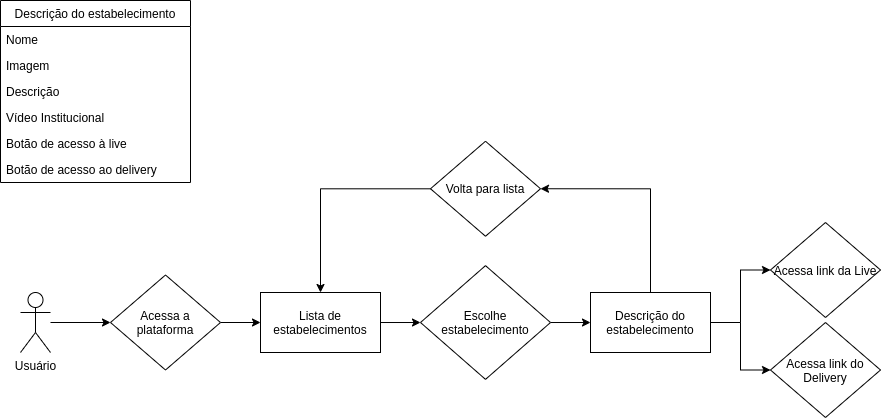 Descrição do estabelecimento
Nome
Imagem
Descrição
Vídeo Institucional
Botão de acesso à live
Botão de acesso ao delivery
Volta para lista
Usuário
Acessa a
plataforma
Lista de
estabelecimentos
Escolhe
estabelecimento
Descrição do
estabelecimento
Acessa link da Live
Acessa link do
Delivery